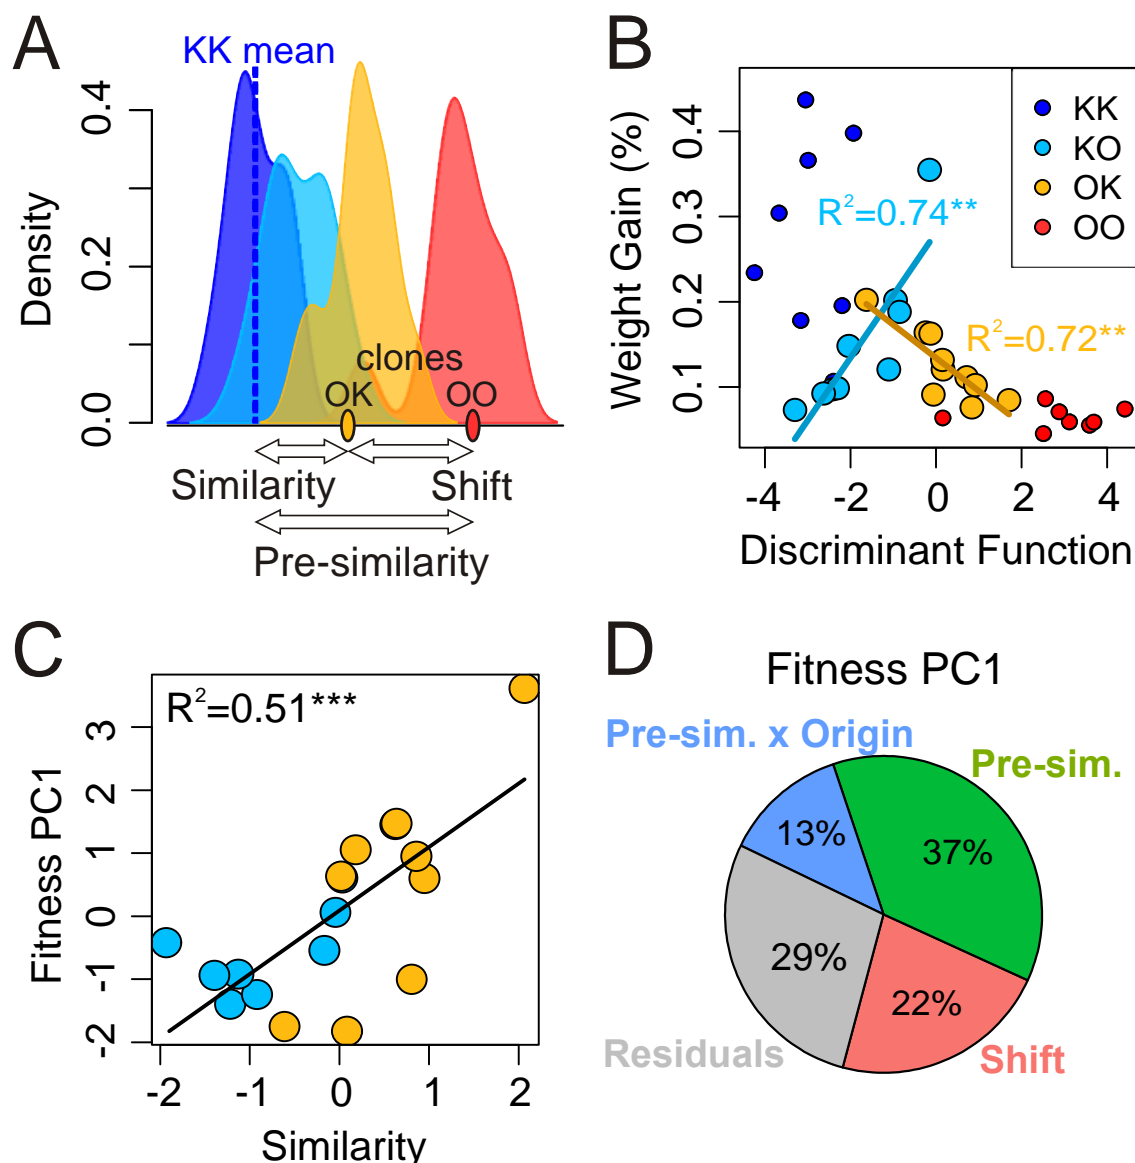 A
KK mean
Density
0.0
0.2
0.4
clones
OK
OO
Similarity
Shift
Pre-similarity
B
Weight Gain (%)
0.1
0.2
0.3
0.4
KK
KO
OK
OO
R²=0.74**
R²=0.72**
-4
-2
0
2
4
Discriminant Function
C
R²=0.51***
Fitness PC1
-2
-1
0
1
2
3
-2
-1
0
1
2
Similarity
D
Fitness PC1
Pre-sim. x Origin
Pre-sim.
13%
37%
29%
22%
Residuals
Shift